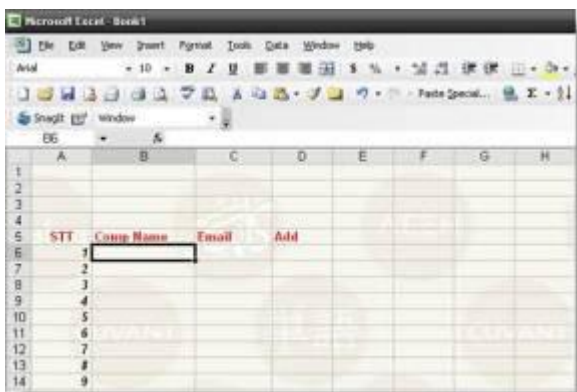 Microsoft Excel - Book1
File Edit View Insert Format Tools Data Window Help
Arial 10 B I U $ %
Paste Special... Σ
SnagIt Window
B6 fx
A B C D E F G H
1
2
3
4
5 STT Comp Name Email Add
6 1
7 2
8 3
9 4
10 5
11 6
12 7
13 8
14 9